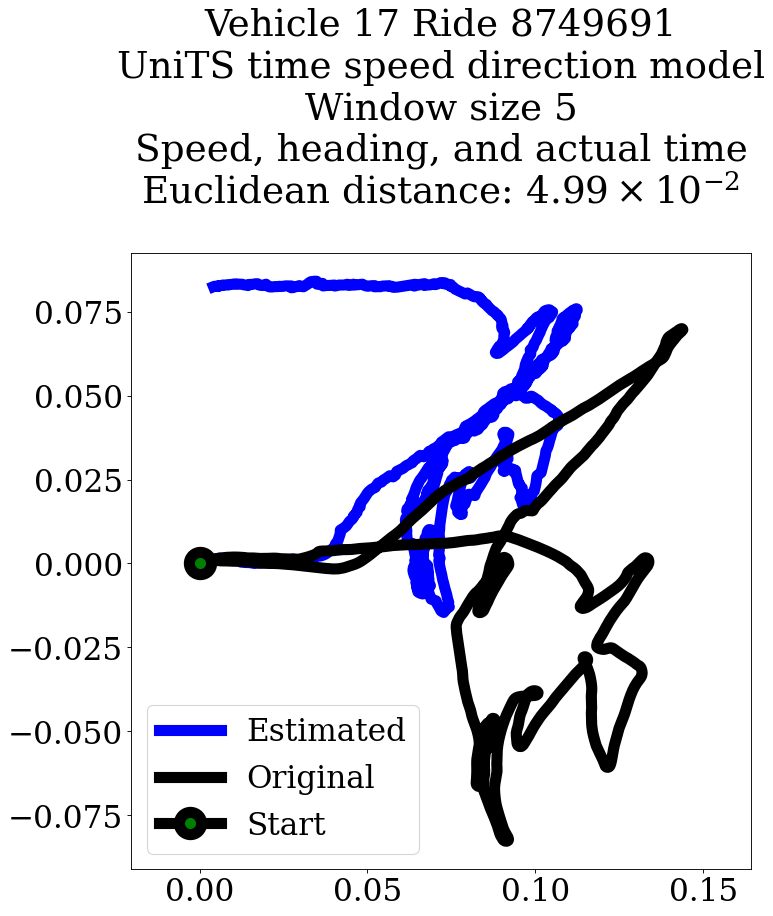 Vehicle 17 Ride 8749691
UniTS time speed direction model
Window size 5
Speed, heading, and actual time
Euclidean distance: 4.99 × 10⁻²
0.075
0.050
0.025
0.000
−0.025
−0.050
−0.075
Estimated
Original
Start
0.00 0.05 0.10 0.15